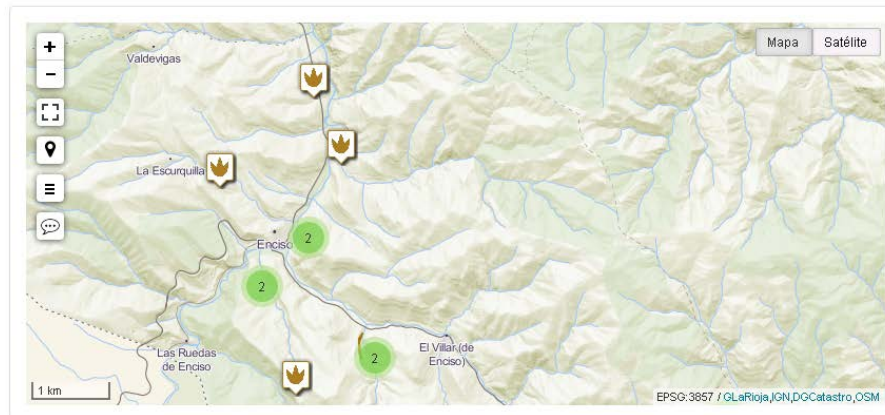 +
Mapa Satélite
−
Valdevigas
La Escurquilla
2
Enciso
2
El Villar (de
Enciso)
2
Las Ruedas
de Enciso
1 km
EPSG:3857 / GLaRioja,IGN,DGCatastro,OSM